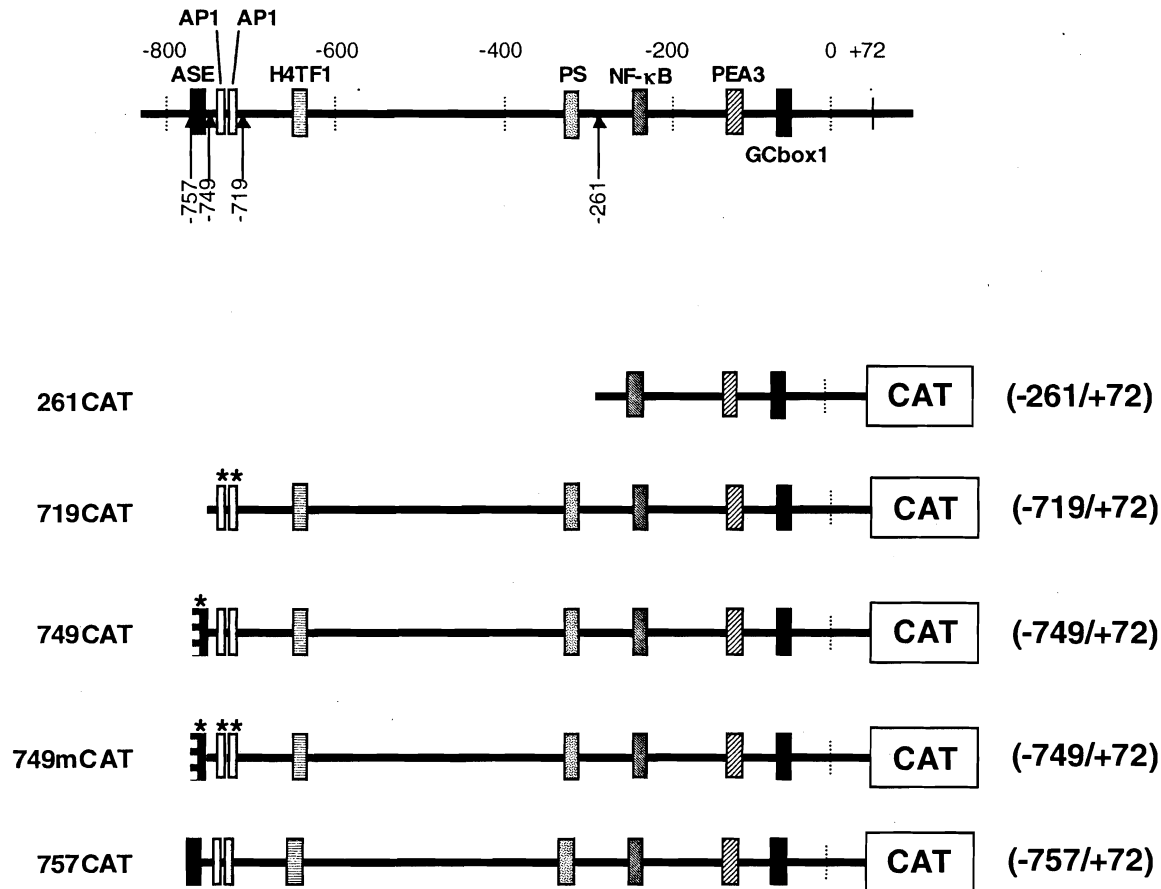 AP1 AP1
-800 -600 -400 -200 0 +72
ASE H4TF1 PS NF-κB PEA3
GCbox1
-757 -749 -719 -261
261CAT CAT (-261/+72)
**
719CAT CAT (-719/+72)
*
749CAT CAT (-749/+72)
* **
749mCAT CAT (-749/+72)
757CAT CAT (-757/+72)